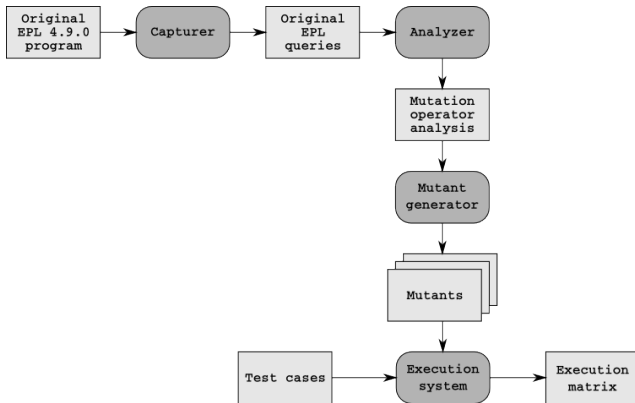 Original
EPL 4.9.0
program
Capturer
Original
EPL
queries
Analyzer
Mutation
operator
analysis
Mutant
generator
Mutants
Test cases
Execution
system
Execution
matrix